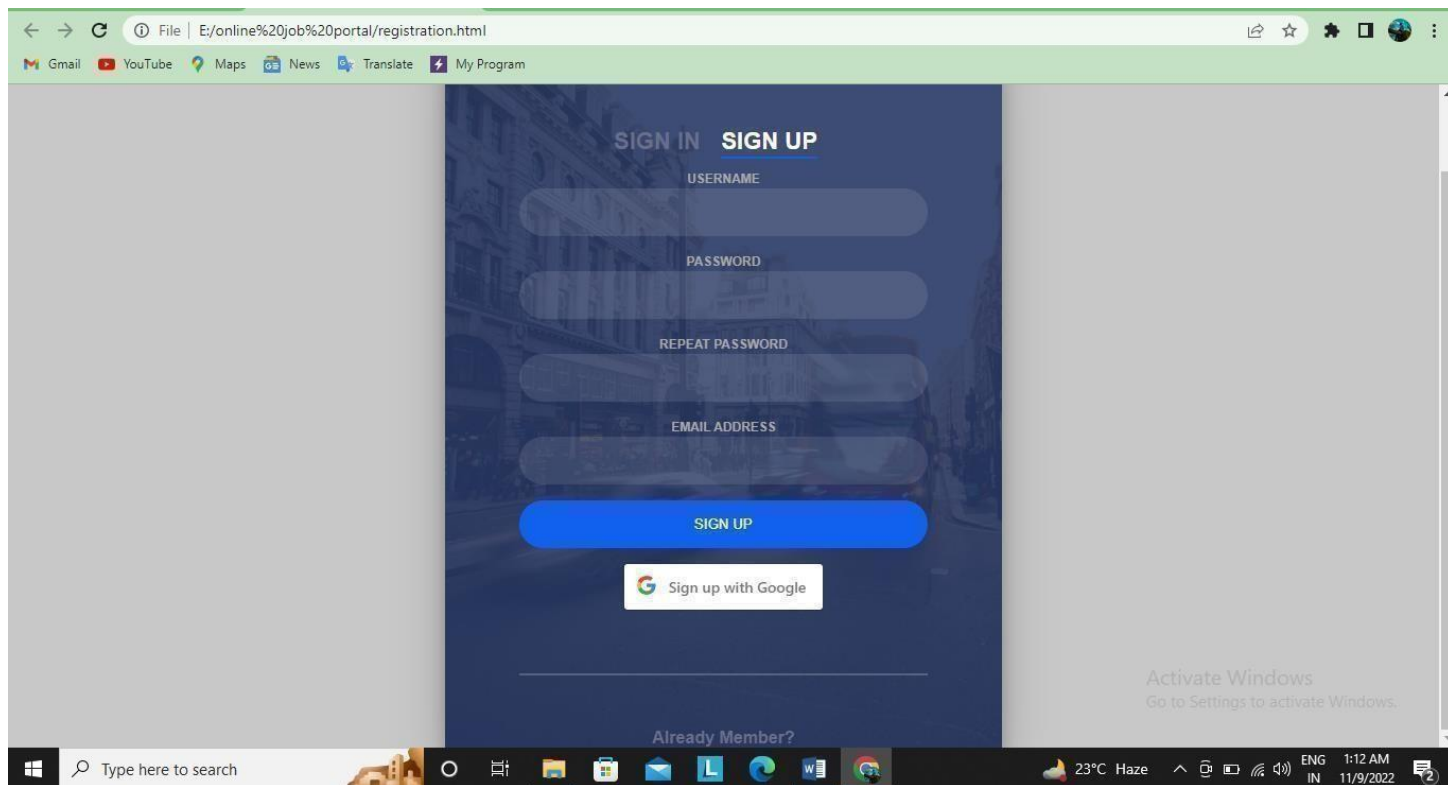 File | E:/online%20job%20portal/registration.html
Gmail YouTube Maps News Translate My Program
SIGN IN SIGN UP
USERNAME
PASSWORD
REPEAT PASSWORD
EMAIL ADDRESS
SIGN UP
G Sign up with Google
Already Member?
Activate Windows
Go to Settings to activate Windows.
Type here to search
L
W
23°C Haze
ENG
IN
1:12 AM
11/9/2022
2